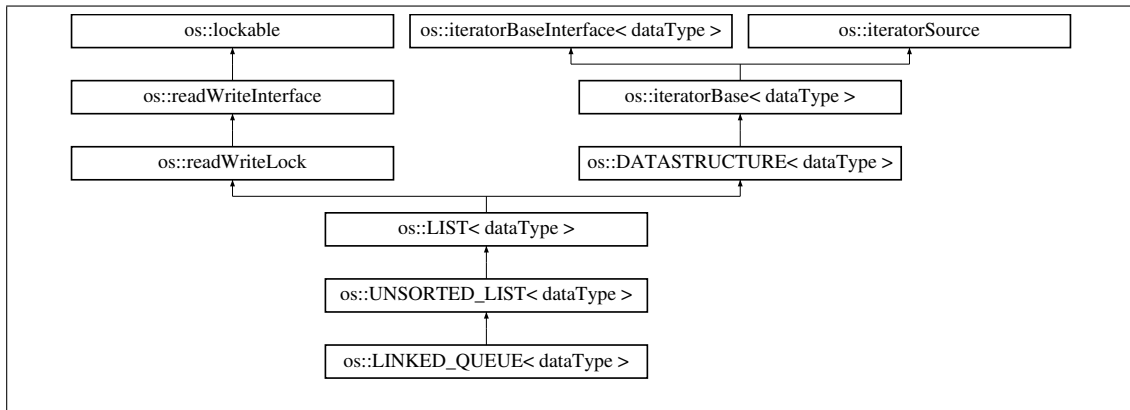 os::lockable
os::iteratorBaseInterface< dataType >
os::iteratorSource
os::readWriteInterface
os::iteratorBase< dataType >
os::readWriteLock
os::DATASTRUCTURE< dataType >
os::LIST< dataType >
os::UNSORTED_LIST< dataType >
os::LINKED_QUEUE< dataType >